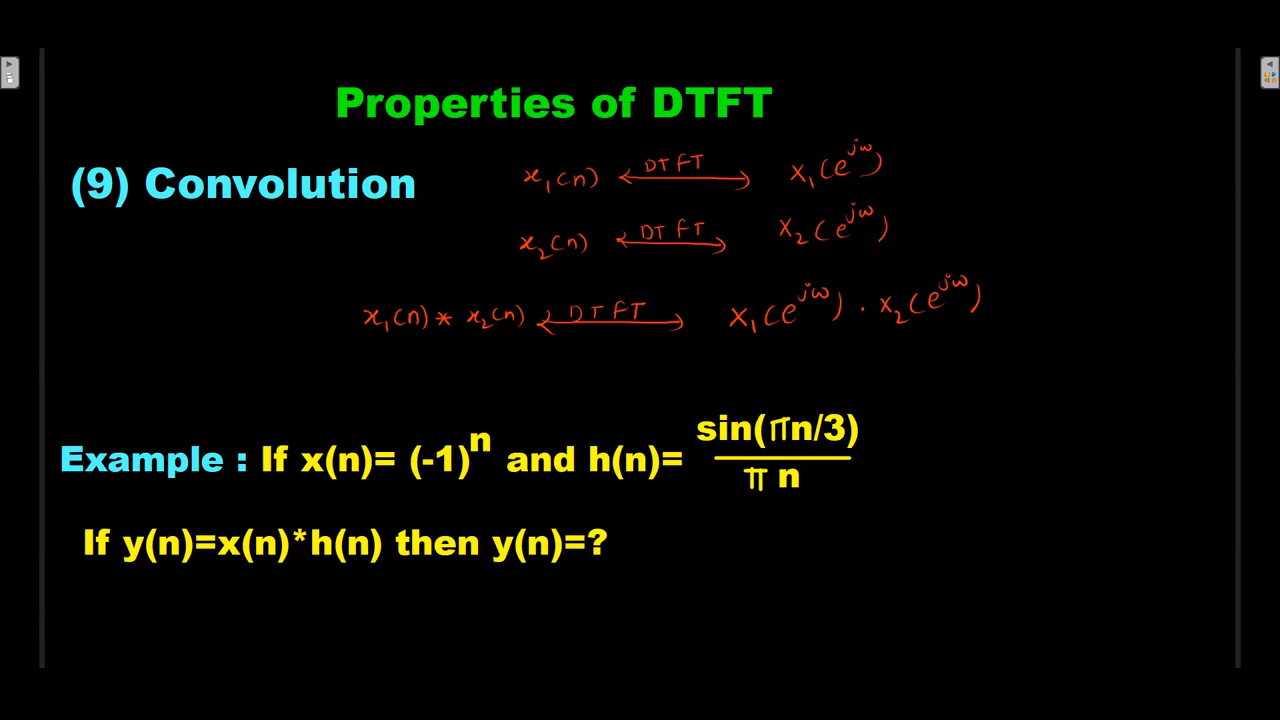 Properties of DTFT
(9) Convolution
x₁(n) ⟷ DTFT X₁(e^jω)
x₂(n) ⟷ DTFT X₂(e^jω)
x₁(n) * x₂(n) ⟷ DTFT X₁(e^jω) . X₂(e^jω)
Example : If x(n)= (-1)^n and h(n)= sin(πn/3) / π n
If y(n)=x(n)*h(n) then y(n)=?